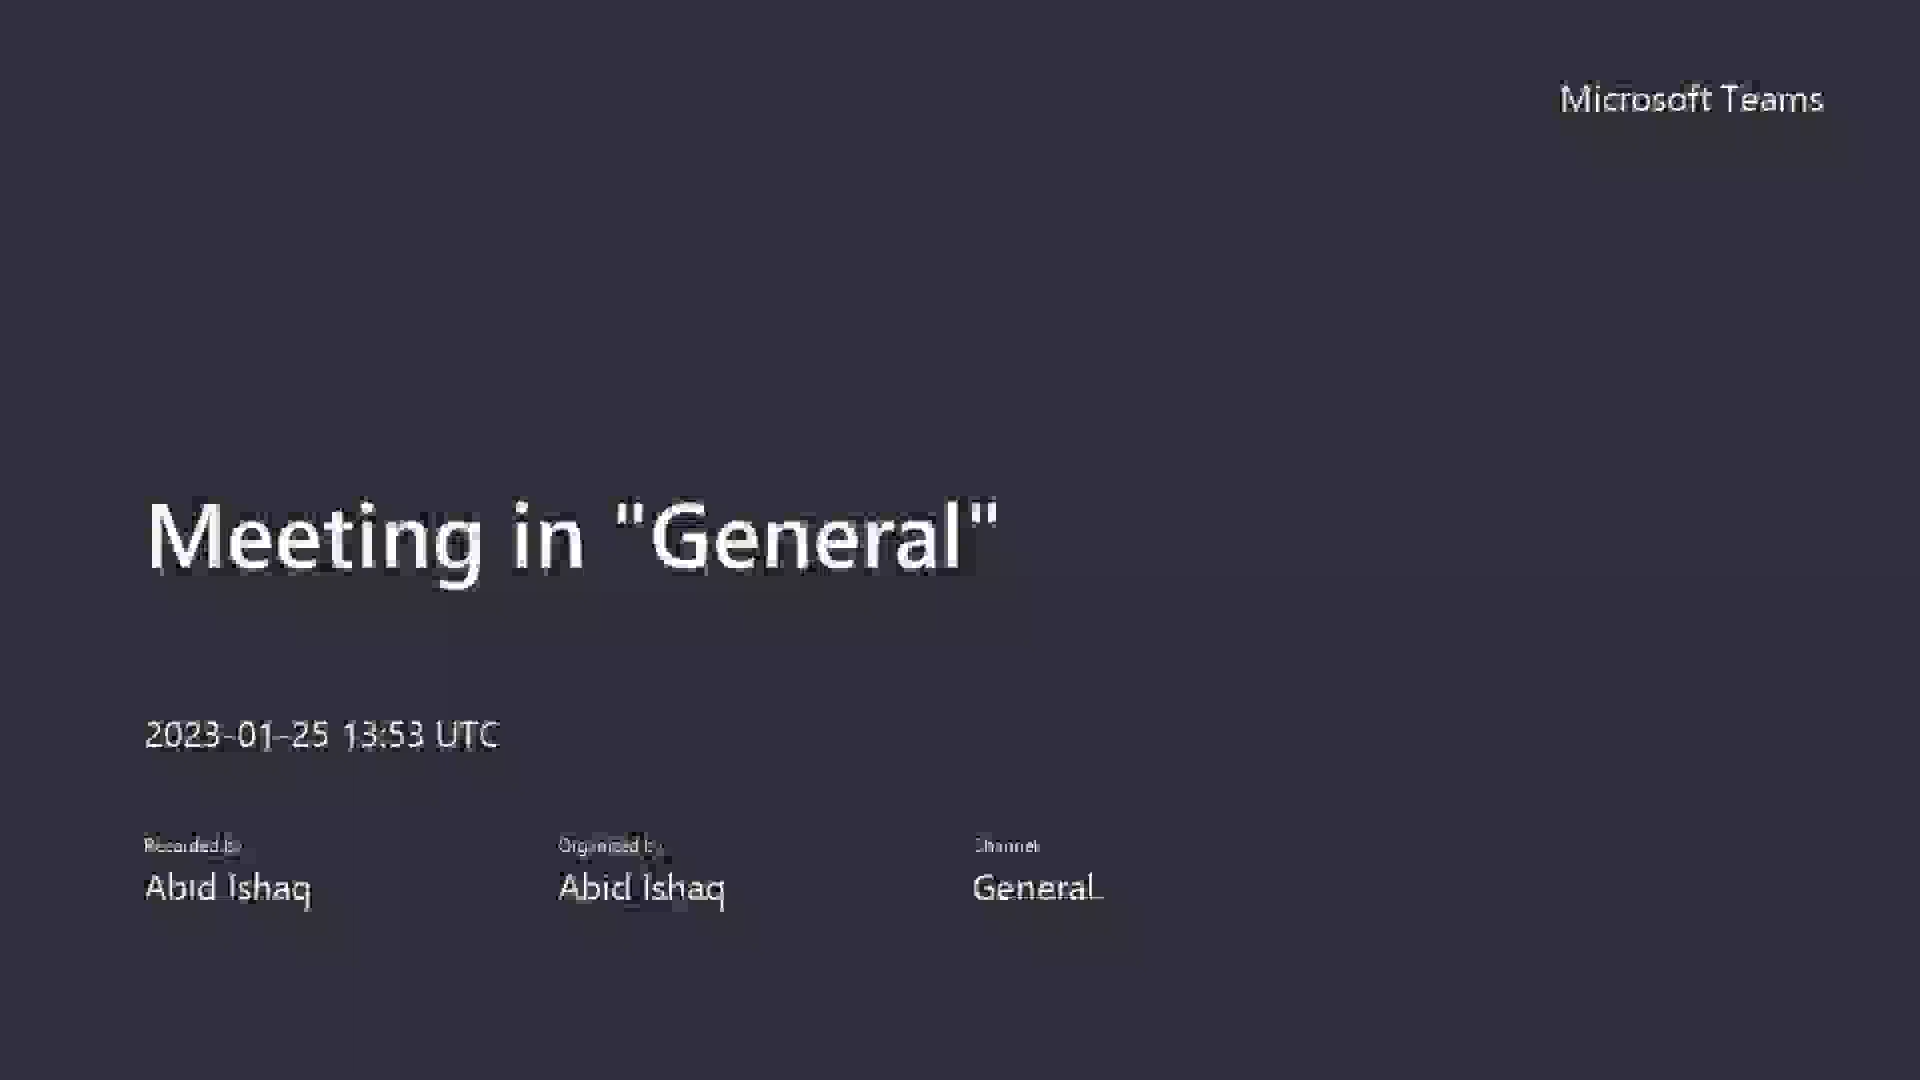 Microsoft Teams
Meeting in "General"
2023-01-25 13:53 UTC
Recorded by Organized by Channel
Abid Ishaq Abid Ishaq General